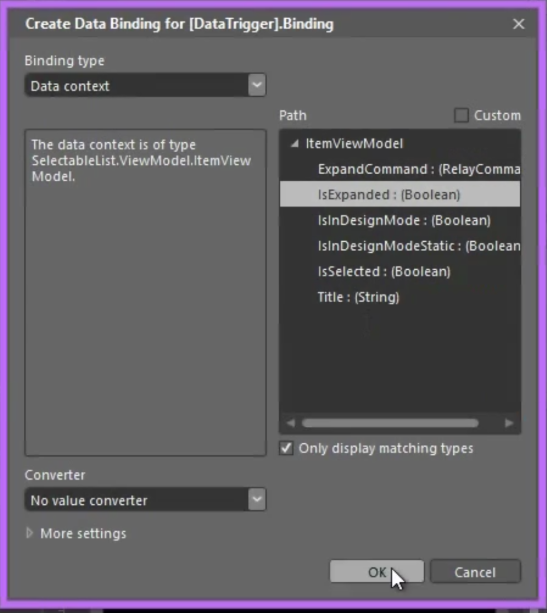 Create Data Binding for [DataTrigger].Binding
Binding type
Data context
Path
Custom
The data context is of type
SelectableList.ViewModel.ItemView
Model.
ItemViewModel
ExpandCommand : (RelayComma
IsExpanded : (Boolean)
IsInDesignMode : (Boolean)
IsInDesignModeStatic : (Boolean
IsSelected : (Boolean)
Title : (String)
Only display matching types
Converter
No value converter
More settings
OK
Cancel